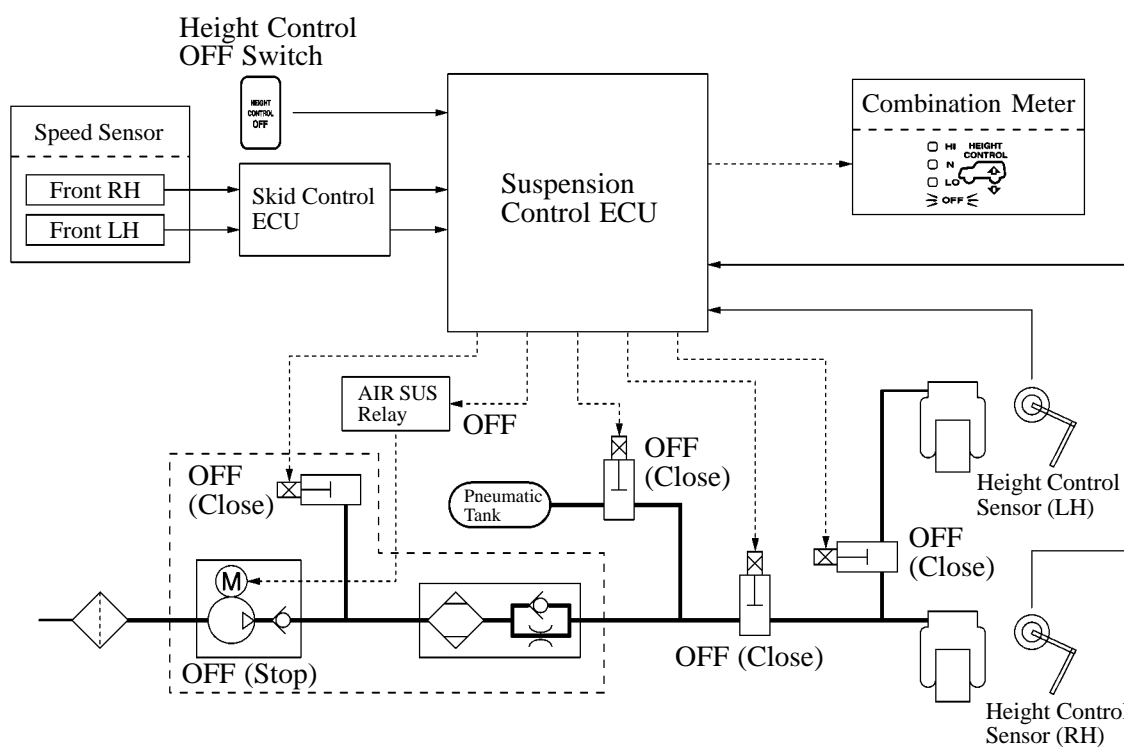 Height Control
OFF Switch
HEIGHT
CONTROL
OFF
Speed Sensor
Front RH
Front LH
Skid Control
ECU
Suspension
Control ECU
Combination Meter
HI
HEIGHT
CONTROL
N
LO
OFF
AIR SUS
Relay
OFF
OFF
(Close)
Pneumatic
Tank
OFF
(Close)
M
OFF (Stop)
OFF (Close)
OFF
(Close)
Height Control
Sensor (LH)
Height Control
Sensor (RH)